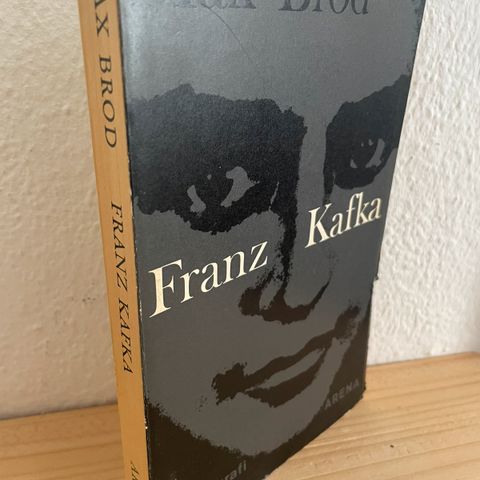 Max Brod
Franz Kafka
ARENA
AX BROD
FRANZ KAFKA